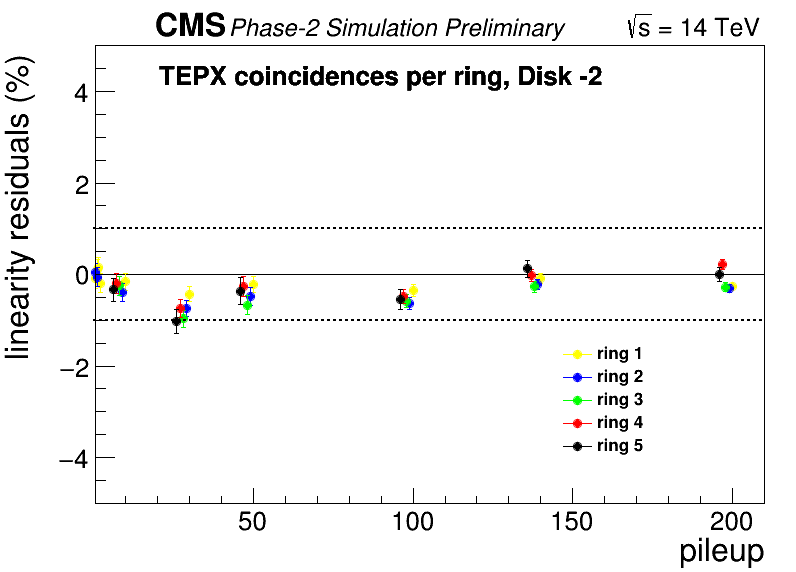 CMS Phase-2 Simulation Preliminary √s = 14 TeV
TEPX coincidences per ring, Disk -2
linearity residuals (%)
4
2
0
−2
−4
ring 1
ring 2
ring 3
ring 4
ring 5
50 100 150 200
pileup